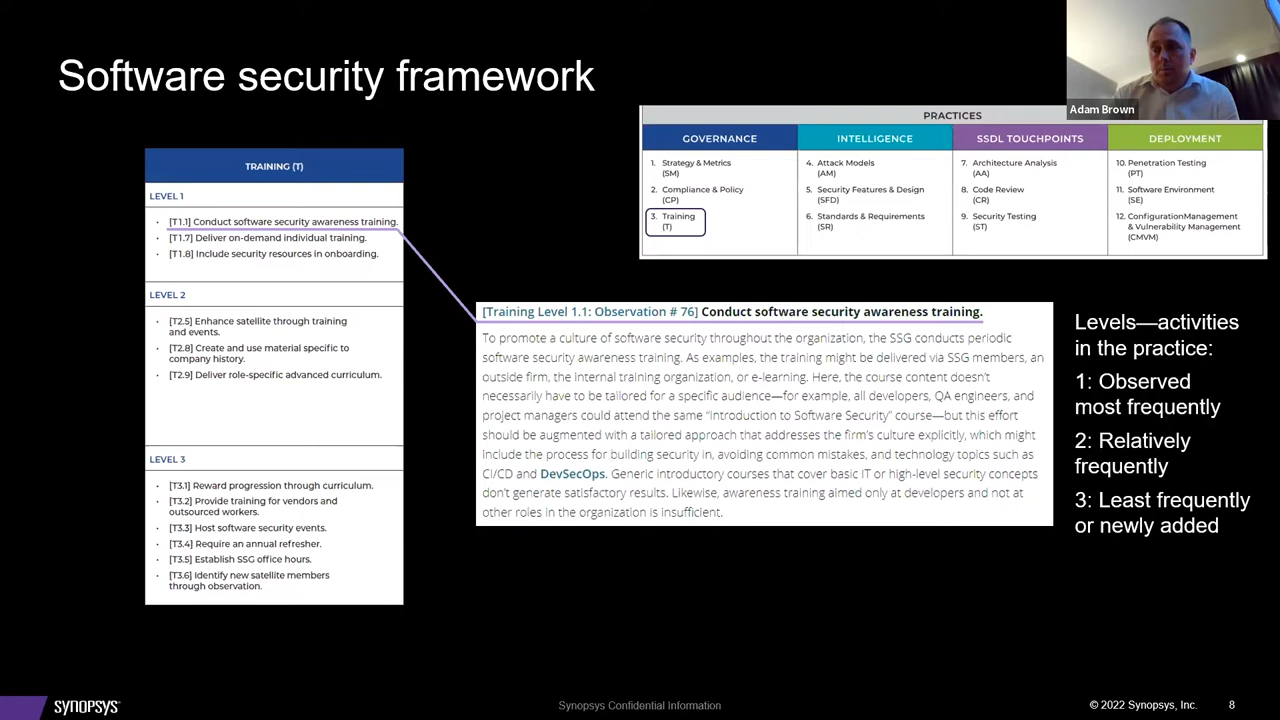 Software security framework
Adam Brown
PRACTICES
GOVERNANCE
1. Strategy & Metrics
(SM)
2. Compliance & Policy
(CP)
3. Training
(T)
INTELLIGENCE
4. Attack Models
(AM)
5. Security Features & Design
(SFD)
6. Standards & Requirements
(SR)
SSDL TOUCHPOINTS
7. Architecture Analysis
(AA)
8. Code Review
(CR)
9. Security Testing
(ST)
DEPLOYMENT
10. Penetration Testing
(PT)
11. Software Environment
(SE)
12. ConfigurationManagement
& Vulnerability Management
(CMVM)
TRAINING (T)
LEVEL 1
• [T1.1] Conduct software security awareness training.
• [T1.7] Deliver on-demand individual training.
• [T1.8] Include security resources in onboarding.
LEVEL 2
• [T2.5] Enhance satellite through training
and events.
• [T2.8] Create and use material specific to
company history.
• [T2.9] Deliver role-specific advanced curriculum.
LEVEL 3
• [T3.1] Reward progression through curriculum.
• [T3.2] Provide training for vendors and
outsourced workers.
• [T3.3] Host software security events.
• [T3.4] Require an annual refresher.
• [T3.5] Establish SSG office hours.
• [T3.6] Identify new satellite members
through observation.
[Training Level 1.1: Observation # 76] Conduct software security awareness training.
To promote a culture of software security throughout the organization, the SSG conducts periodic
software security awareness training. As examples, the training might be delivered via SSG members, an
outside firm, the internal training organization, or e-learning. Here, the course content doesn't
necessarily have to be tailored for a specific audience—for example, all developers, QA engineers, and
project managers could attend the same “Introduction to Software Security” course—but this effort
should be augmented with a tailored approach that addresses the firm's culture explicitly, which might
include the process for building security in, avoiding common mistakes, and technology topics such as
CI/CD and DevSecOps. Generic introductory courses that cover basic IT or high-level security concepts
don't generate satisfactory results. Likewise, awareness training aimed only at developers and not at
other roles in the organization is insufficient.
Levels—activities
in the practice:
1: Observed
most frequently
2: Relatively
frequently
3: Least frequently
or newly added
SYNOPSYS
Synopsys Confidential Information
© 2022 Synopsys, Inc.
8